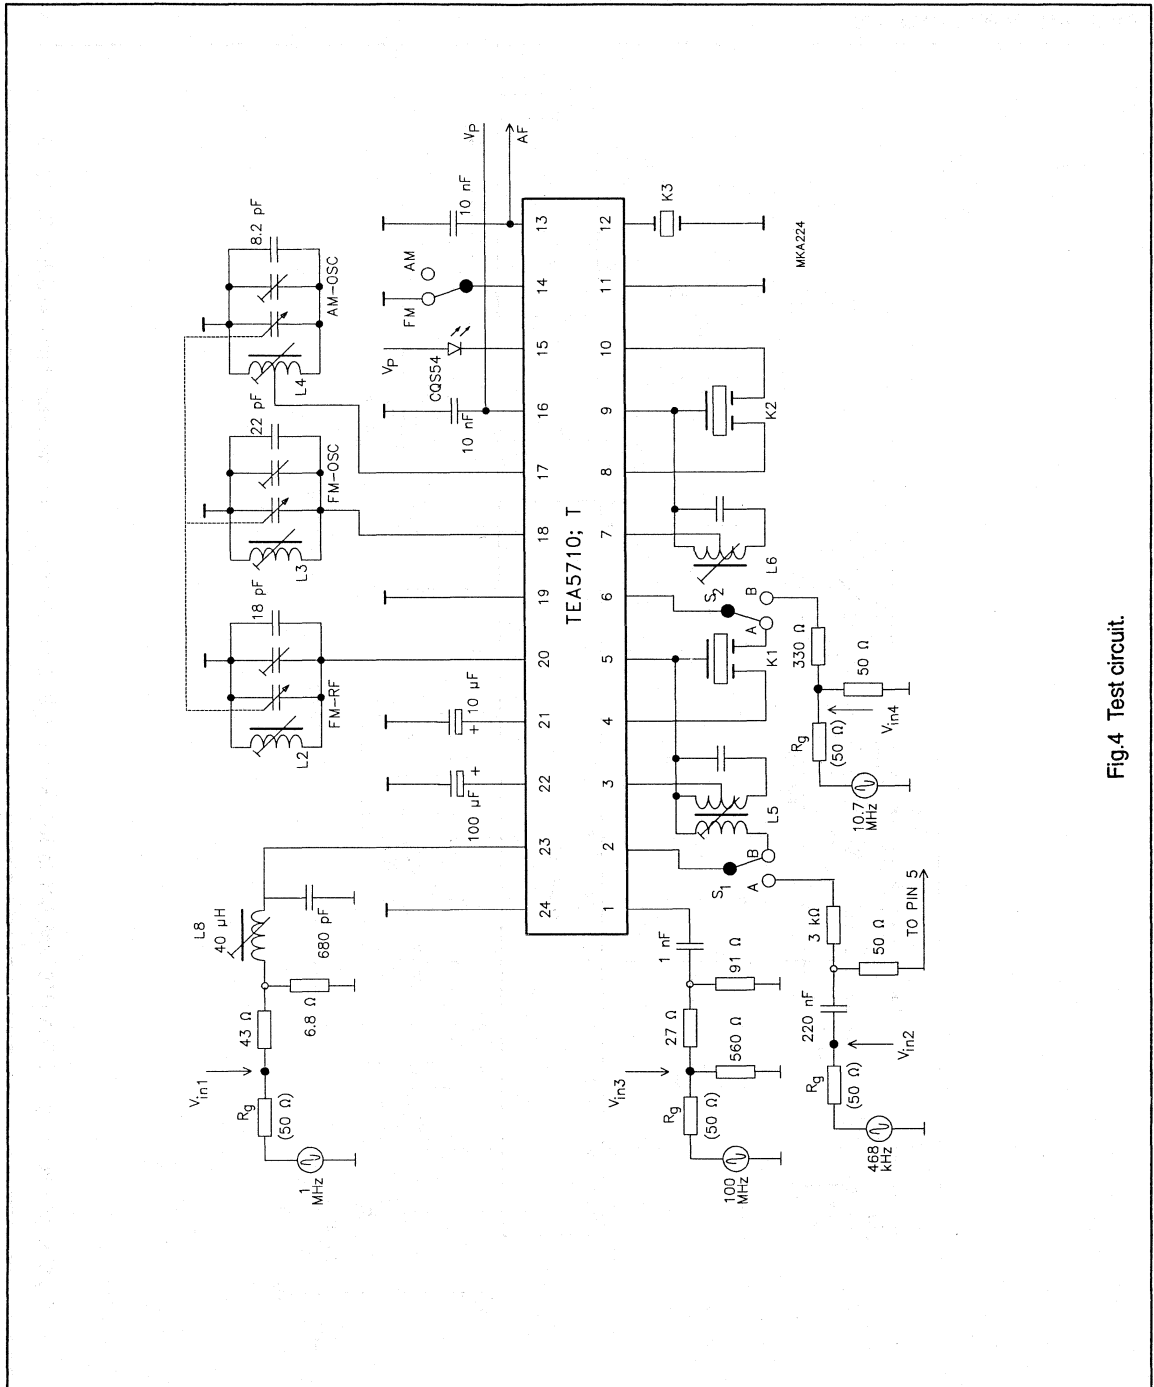 V_P
AF
10 nF
8.2 pF
AM-OSC
L4
22 pF
FM-OSC
L3
18 pF
FM-RF
L2
AM
FM
V_P
CQS54
10 nF
+ 10 µF
100 µF +
L8
40 µH
680 pF
6.8 Ω
43 Ω
V_in1
R_g
(50 Ω)
1
MHz
13
14
15
16
17
18
19
20
21
22
23
24
TEA5710; T
12
11
10
9
8
7
6
5
4
3
2
1
K3
MKA224
K2
L6
S_2
B
A
K1
330 Ω
50 Ω
V_in4
R_g
(50 Ω)
10.7
MHz
L5
B
S_1
A
3 kΩ
50 Ω
TO PIN 5
220 nF
V_in2
R_g
(50 Ω)
468
kHz
1 nF
91 Ω
27 Ω
560 Ω
V_in3
R_g
(50 Ω)
100
MHz
Fig.4 Test circuit.